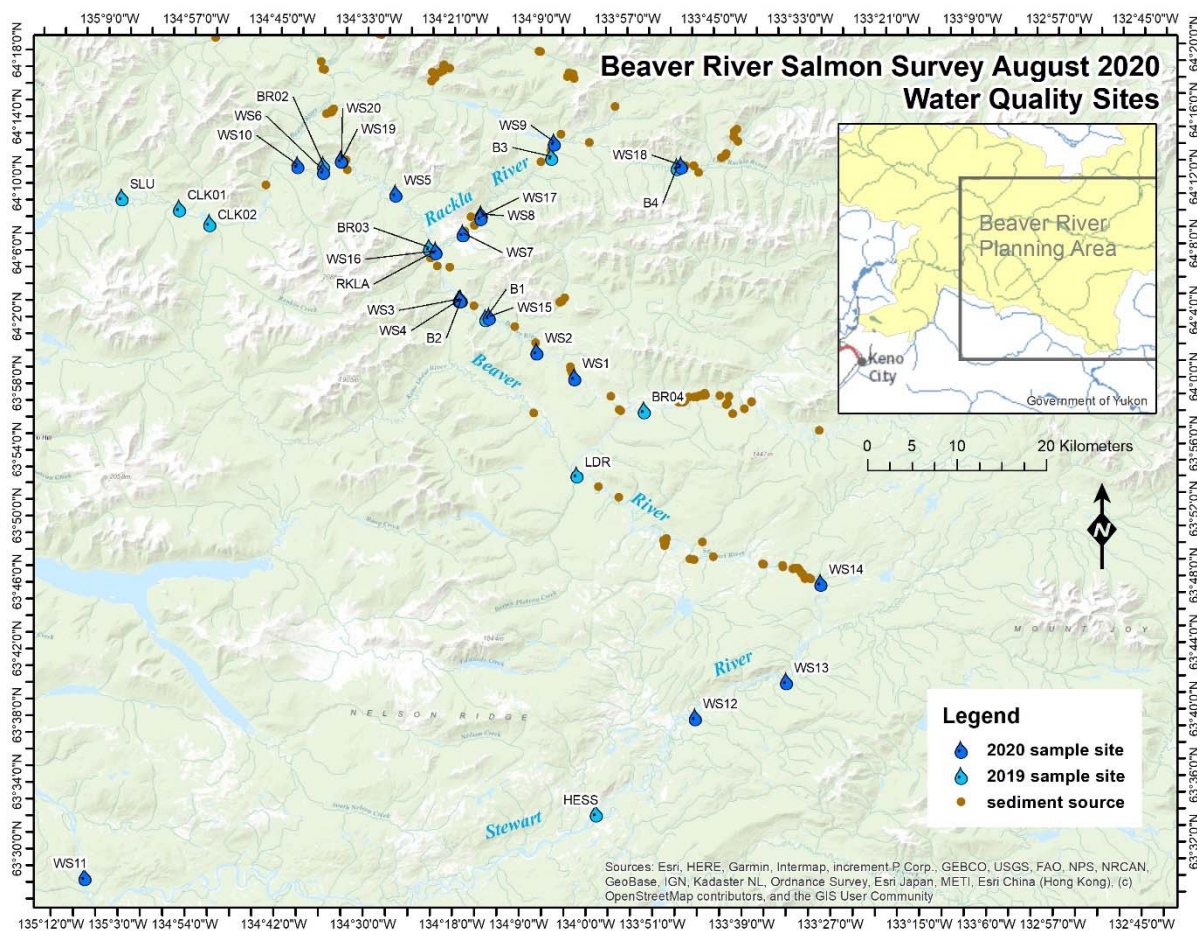 135°9'0"W 134°57'0"W 134°45'0"W 134°33'0"W 134°21'0"W 134°9'0"W 133°57'0"W 133°45'0"W 133°33'0"W 133°21'0"W 133°9'0"W 132°57'0"W 132°45'0"W
Beaver River Salmon Survey August 2020
Water Quality Sites
64°18'0"N
64°14'0"N
64°10'0"N
64°6'0"N
64°2'0"N
63°58'0"N
63°54'0"N
63°50'0"N
63°46'0"N
63°42'0"N
63°38'0"N
63°34'0"N
63°30'0"N
64°20'0"N
64°16'0"N
64°12'0"N
64°8'0"N
64°4'0"N
64°0'0"N
63°56'0"N
63°52'0"N
63°48'0"N
63°44'0"N
63°40'0"N
63°36'0"N
63°32'0"N
BR02
WS20
WS6
WS19
WS10
WS9
B3
WS18
B4
WS5
SLU
CLK01
CLK02
Rackla
River
WS17
WS8
WS7
BR03
WS16
RKLA
WS3
WS4
B2
B1
WS15
WS2
WS1
Beaver
BR04
LDR
River
WS14
1447m
MOUNT JOY
River
WS13
WS12
NELSON RIDGE
Nelson Creek
HESS
Stewart
WS11
Beaver River
Planning Area
Keno
City
Government of Yukon
0 5 10 20 Kilometers
N
Legend
2020 sample site
2019 sample site
sediment source
Sources: Esri, HERE, Garmin, Intermap, increment P Corp., GEBCO, USGS, FAO, NPS, NRCAN,
GeoBase, IGN, Kadaster NL, Ordnance Survey, Esri Japan, METI, Esri China (Hong Kong), (c)
OpenStreetMap contributors, and the GIS User Community
135°12'0"W 135°0'0"W 134°50'0"W 134°42'0"W 134°30'0"W 134°20'0"W 134°10'0"W 134°0'0"W 133°51'0"W 133°39'0"W 133°30'0"W 133°20'0"W 133°10'0"W 133°0'0"W 132°50'0"W